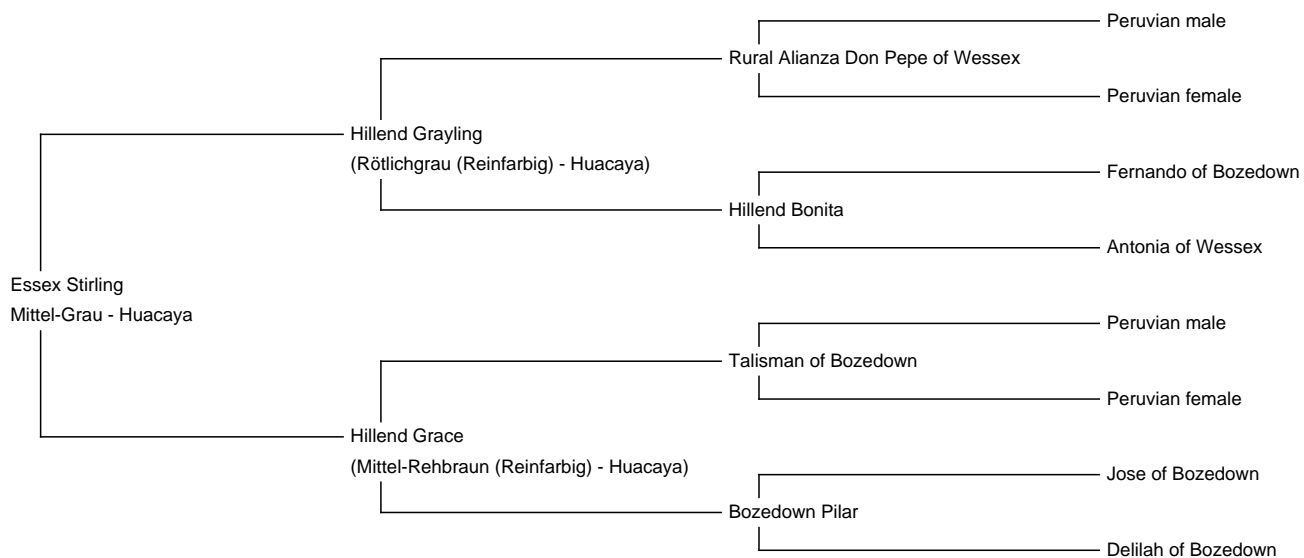 Peruvian male
Rural Alianza Don Pepe of Wessex
Peruvian female
Hillend Grayling
(Rötlichgrau (Reinfarbig) - Huacaya)
Fernando of Bozedown
Hillend Bonita
Antonia of Wessex
Essex Stirling
Mittel-Grau - Huacaya
Peruvian male
Talisman of Bozedown
Peruvian female
Hillend Grace
(Mittel-Rehbraun (Reinfarbig) - Huacaya)
Jose of Bozedown
Bozedown Pilar
Delilah of Bozedown